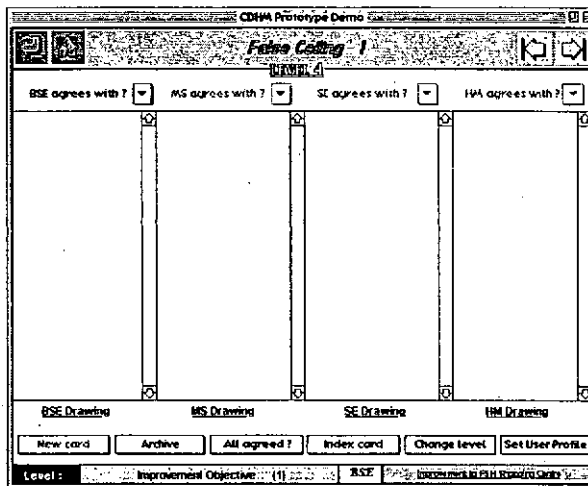 CDHM Prototype Demo
False Ceiling : 1
Level 4
BSE agrees with ? MS agrees with ? SE agrees with ? HM agrees with ?
BSE Drawing MS Drawing SE Drawing HM Drawing
New card Archive All agreed ? Index card Change level Set User Profile
Level : Improvement Objective (1) BSE